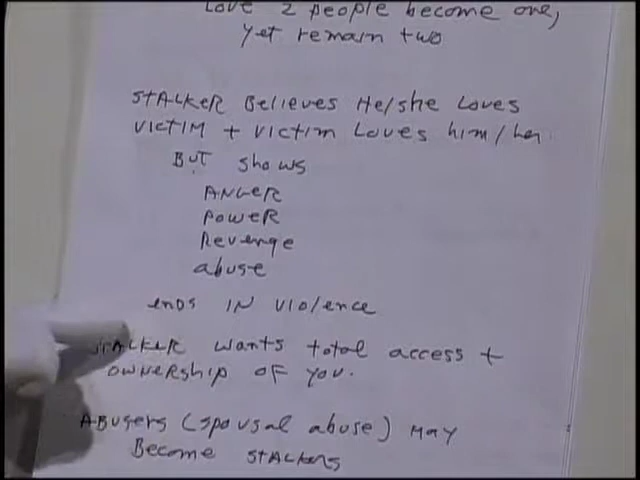 Love 2 people become one,
yet remain two
STALKER Believes He/she Loves
VICTIM + VICTIM Loves him/her
BUT shows
ANGER
POWER
Revenge
abuse
ends IN violence
STALKER wants total access +
OWNERSHIP OF YOU.
ABUSERS (spousal abuse) MAY
Become STALKERS